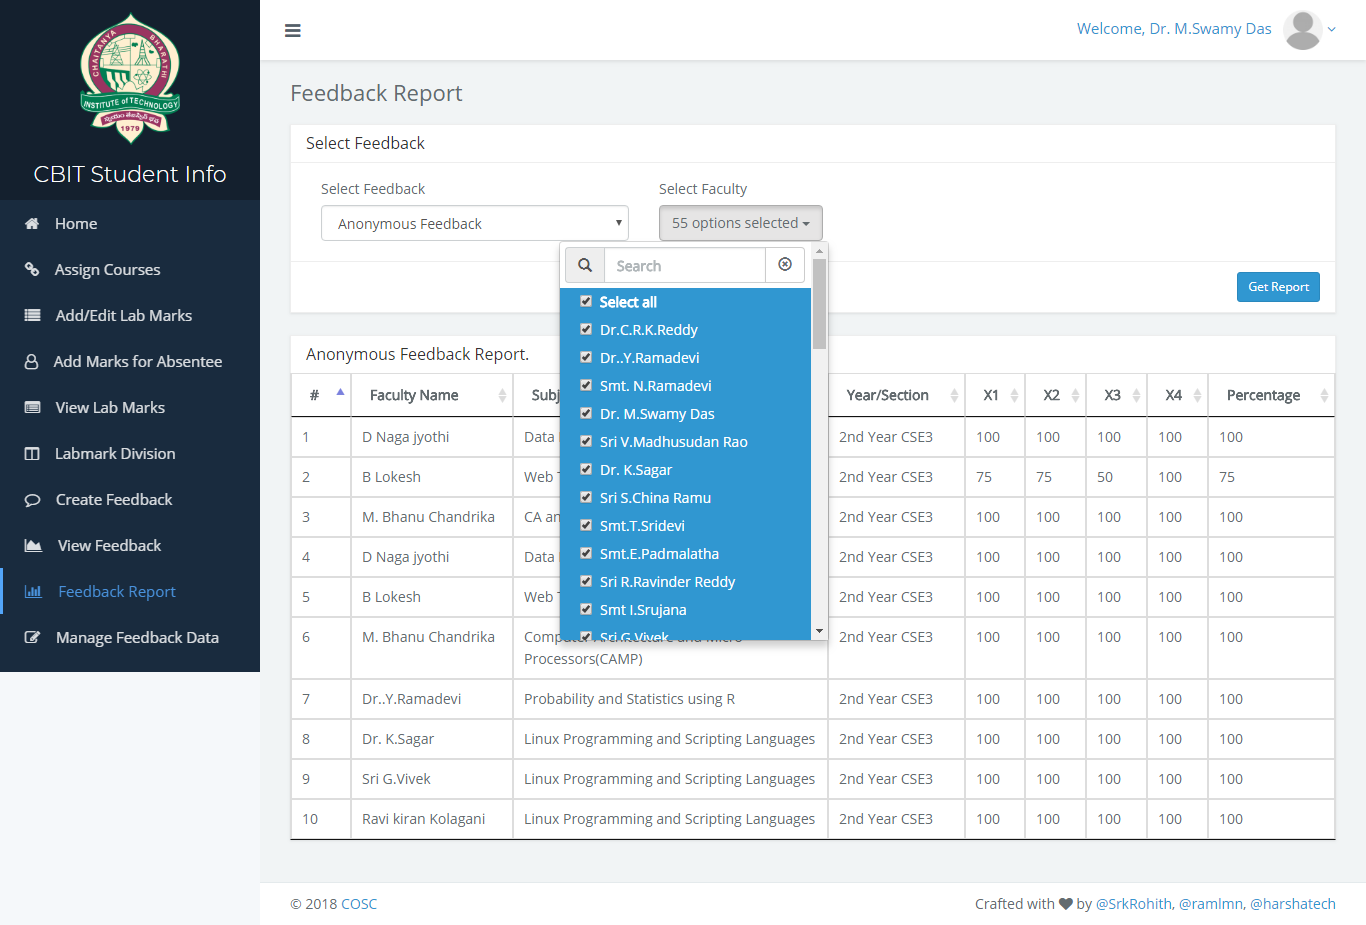 CHAITANYA BHARATHI
INSTITUTE of TECHNOLOGY
1979
CBIT Student Info
Home
Assign Courses
Add/Edit Lab Marks
Add Marks for Absentee
View Lab Marks
Labmark Division
Create Feedback
View Feedback
Feedback Report
Manage Feedback Data
Welcome, Dr. M.Swamy Das
Feedback Report
Select Feedback
Select Feedback Select Faculty
Anonymous Feedback 55 options selected
Search
Select all
Dr.C.R.K.Reddy
Dr..Y.Ramadevi
Smt. N.Ramadevi
Dr. M.Swamy Das
Sri V.Madhusudan Rao
Dr. K.Sagar
Sri S.China Ramu
Smt.T.Sridevi
Smt.E.Padmalatha
Sri R.Ravinder Reddy
Smt I.Srujana
Sri G.Vivek
Get Report
Anonymous Feedback Report.
# Faculty Name Subj Year/Section X1 X2 X3 X4 Percentage
1 D Naga jyothi Data 2nd Year CSE3 100 100 100 100 100
2 B Lokesh Web 2nd Year CSE3 75 75 50 100 75
3 M. Bhanu Chandrika CA an 2nd Year CSE3 100 100 100 100 100
4 D Naga jyothi Data 2nd Year CSE3 100 100 100 100 100
5 B Lokesh Web 2nd Year CSE3 100 100 100 100 100
6 M. Bhanu Chandrika Computer Architecture and Micro 2nd Year CSE3 100 100 100 100 100
Processors(CAMP)
7 Dr..Y.Ramadevi Probability and Statistics using R 2nd Year CSE3 100 100 100 100 100
8 Dr. K.Sagar Linux Programming and Scripting Languages 2nd Year CSE3 100 100 100 100 100
9 Sri G.Vivek Linux Programming and Scripting Languages 2nd Year CSE3 100 100 100 100 100
10 Ravi kiran Kolagani Linux Programming and Scripting Languages 2nd Year CSE3 100 100 100 100 100
© 2018 COSC
Crafted with ♥ by @SrkRohith, @ramlmn, @harshatech